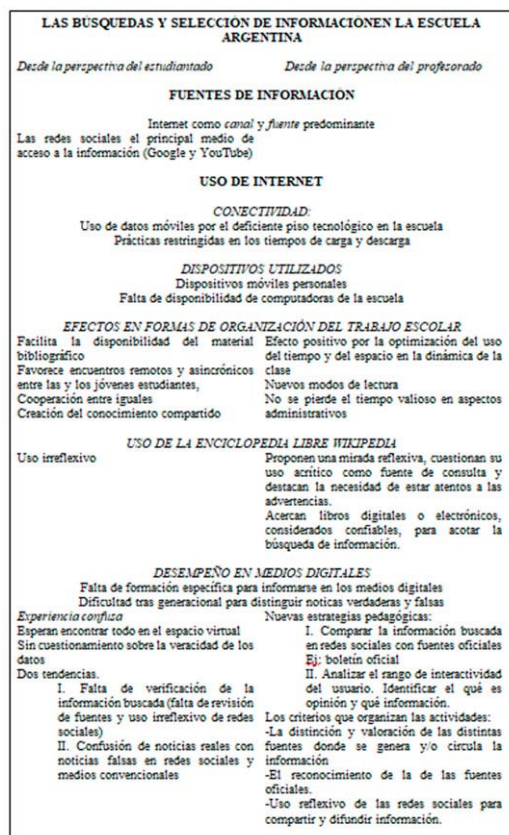 LAS BÚSQUEDAS Y SELECCIÓN DE INFORMACIÓNEN LA ESCUELA
ARGENTINA
Desde la perspectiva del estudiantado
Desde la perspectiva del profesorado
FUENTES DE INFORMACIÓN
Internet como canal y fuente predominante
Las redes sociales el principal medio de
acceso a la información (Google y YouTube)
USO DE INTERNET
CONECTIVIDAD:
Uso de datos móviles por el deficiente piso tecnológico en la escuela
Prácticas restringidas en los tiempos de carga y descarga
DISPOSITIVOS UTILIZADOS
Dispositivos móviles personales
Falta de disponibilidad de computadoras de la escuela
EFECTOS EN FORMAS DE ORGANIZACIÓN DEL TRABAJO ESCOLAR
Facilita la disponibilidad del material
bibliográfico
Favorece encuentros remotos y asincrónicos
entre las y los jóvenes estudiantes,
Cooperación entre iguales
Creación del conocimiento compartido
Efecto positivo por la optimización del uso
del tiempo y del espacio en la dinámica de la
clase
Nuevos modos de lectura
No se pierde el tiempo valioso en aspectos
administrativos
USO DE LA ENCICLOPEDIA LIBRE WIKIPEDIA
Uso irreflexivo
Proponen una mirada reflexiva, cuestionan su
uso acrítico como fuente de consulta y
destacan la necesidad de estar atentos a las
advertencias.
Acercan libros digitales o electrónicos,
considerados confiables, para acotar la
búsqueda de información.
DESEMPEÑO EN MEDIOS DIGITALES
Falta de formación específica para informarse en los medios digitales
Dificultad tras generacional para distinguir noticas verdaderas y falsas
Experiencia confusa
Esperan encontrar todo en el espacio virtual
Sin cuestionamiento sobre la veracidad de los
datos
Dos tendencias.
I. Falta de verificación de la
información buscada (falta de revisión
de fuentes y uso irreflexivo de redes
sociales)
II. Confusión de noticias reales con
noticias falsas en redes sociales y
medios convencionales
Nuevas estrategias pedagógicas:
I. Comparar la información buscada
en redes sociales con fuentes oficiales
Ej: boletín oficial
II. Analizar el rango de interactividad
del usuario. Identificar el qué es
opinión y qué información.
Los criterios que organizan las actividades:
-La distinción y valoración de las distintas
fuentes donde se genera y/o circula la
información
-El reconocimiento de la de las fuentes
oficiales.
-Uso reflexivo de las redes sociales para
compartir y difundir información.